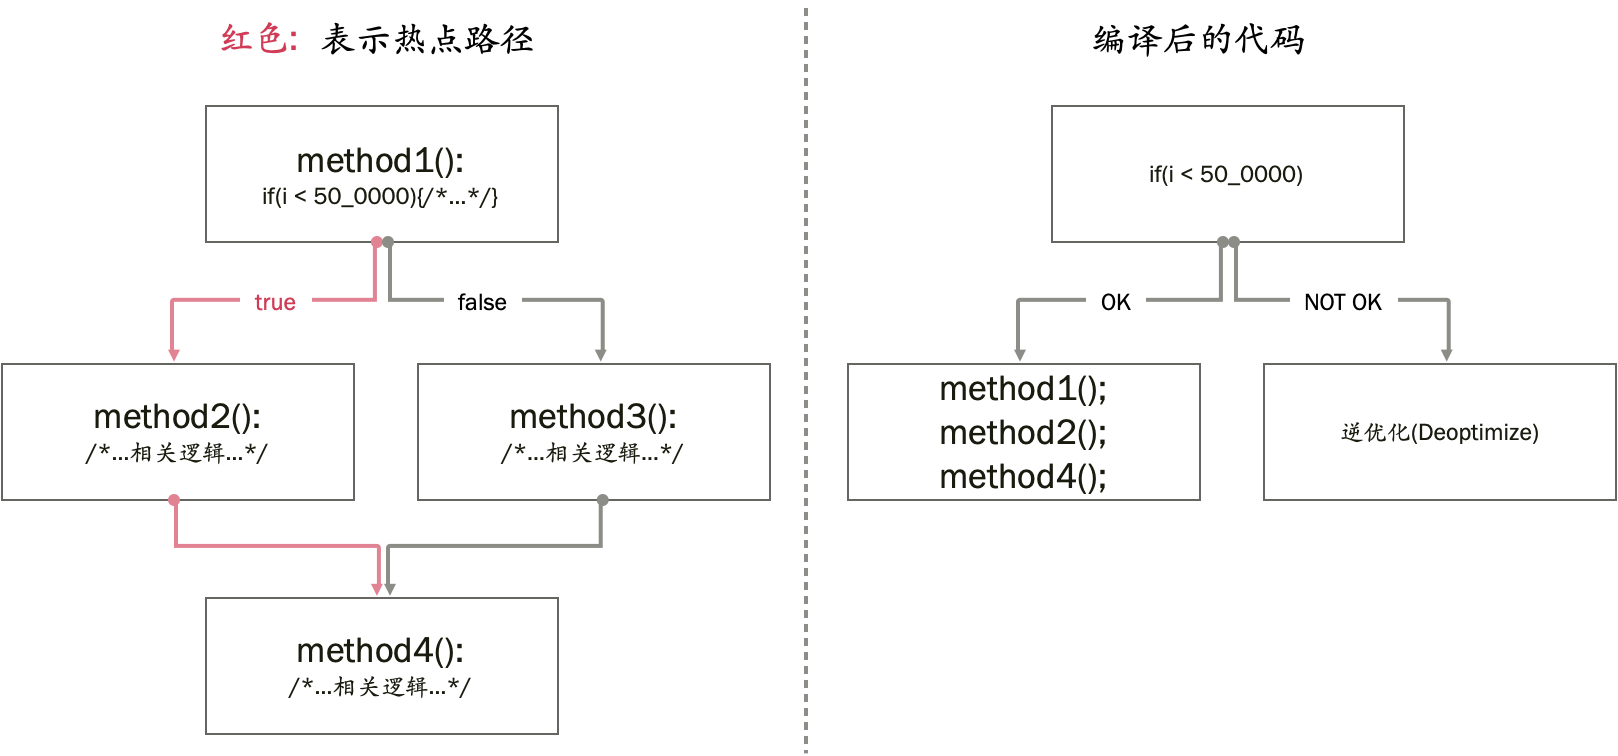 红色: 表示热点路径
method1():
if(i < 50_0000){/*...*/}
true
false
method2():
/*...相关逻辑...*/
method3():
/*...相关逻辑...*/
method4():
/*...相关逻辑...*/
编译后的代码
if(i < 50_0000)
OK
NOT OK
method1();
method2();
method4();
逆优化(Deoptimize)